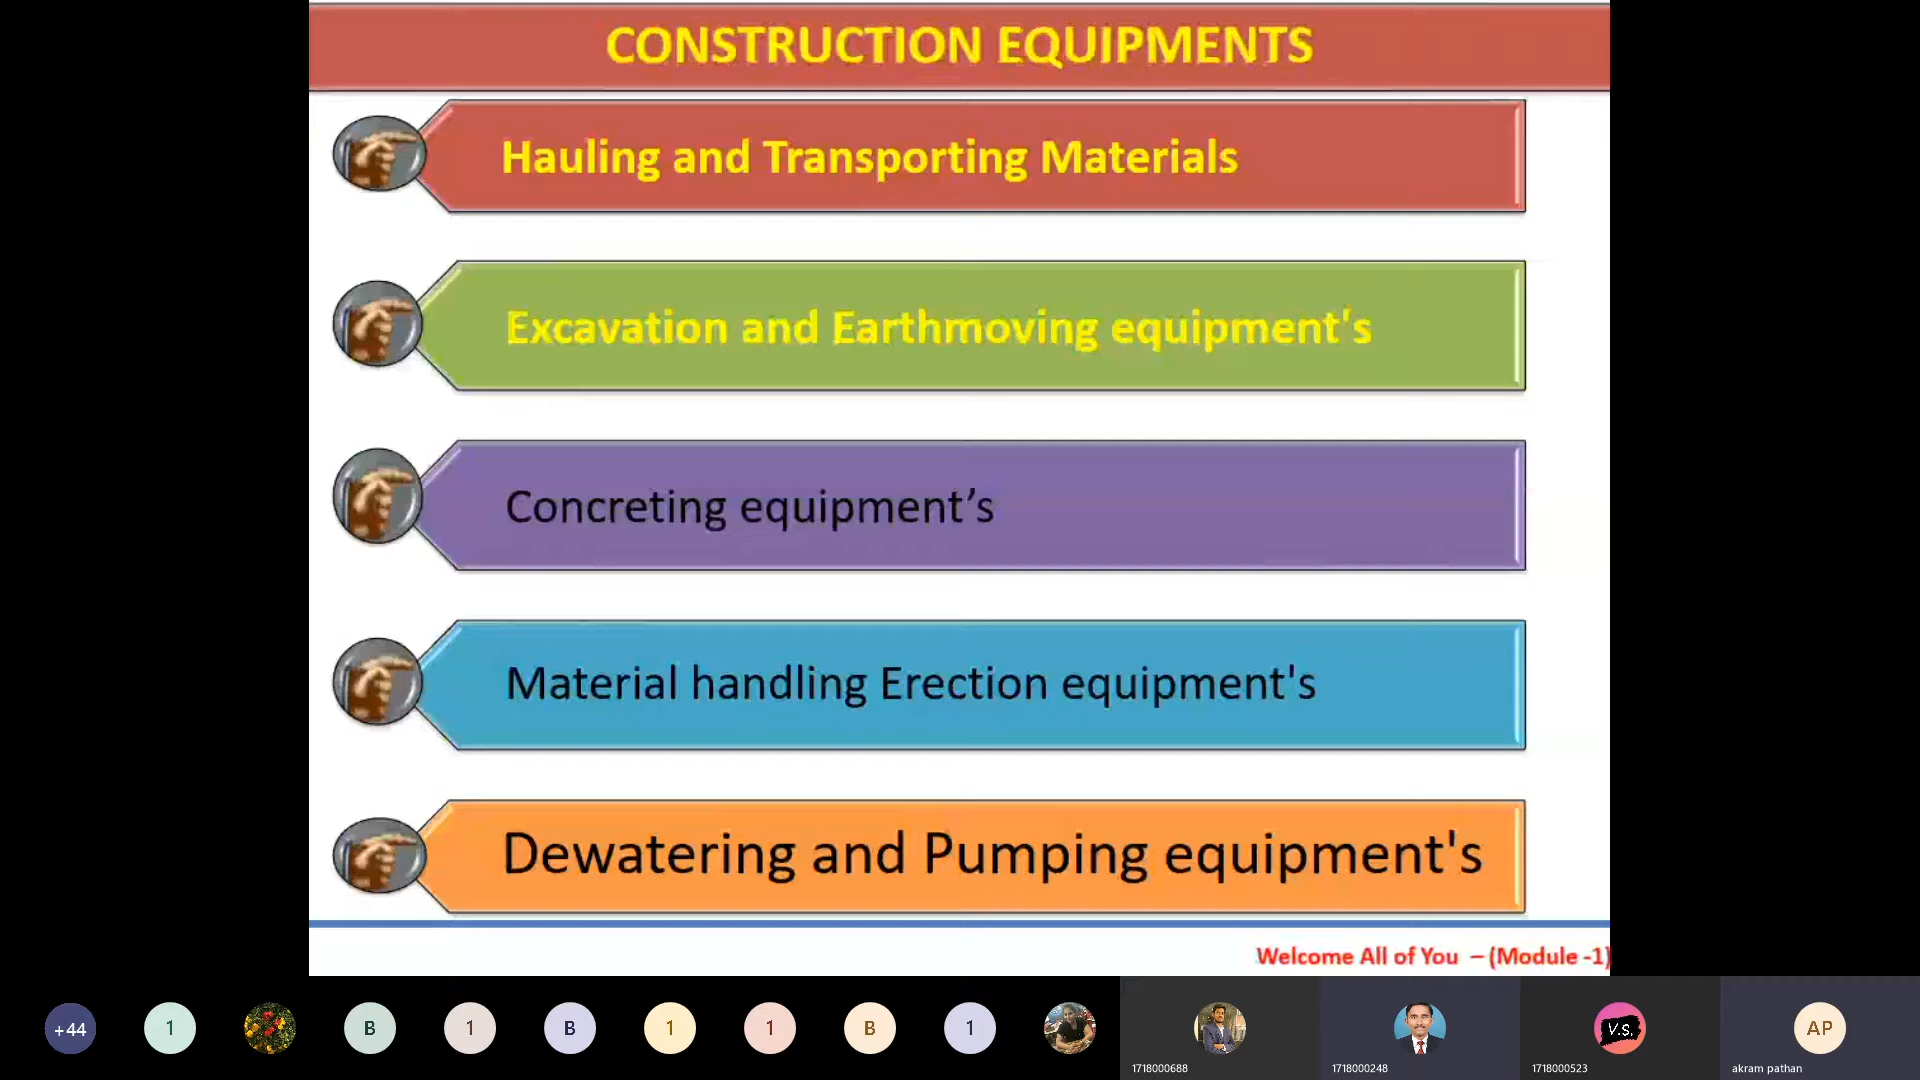 CONSTRUCTION EQUIPMENTS
Hauling and Transporting Materials
Excavation and Earthmoving equipment's
Concreting equipment’s
Material handling Erection equipment's
Dewatering and Pumping equipment's
Welcome All of You – (Module -1)
+44
1
B
1
B
1
1
B
1
V.S.
AP
1718000688
1718000248
1718000523
akram pathan